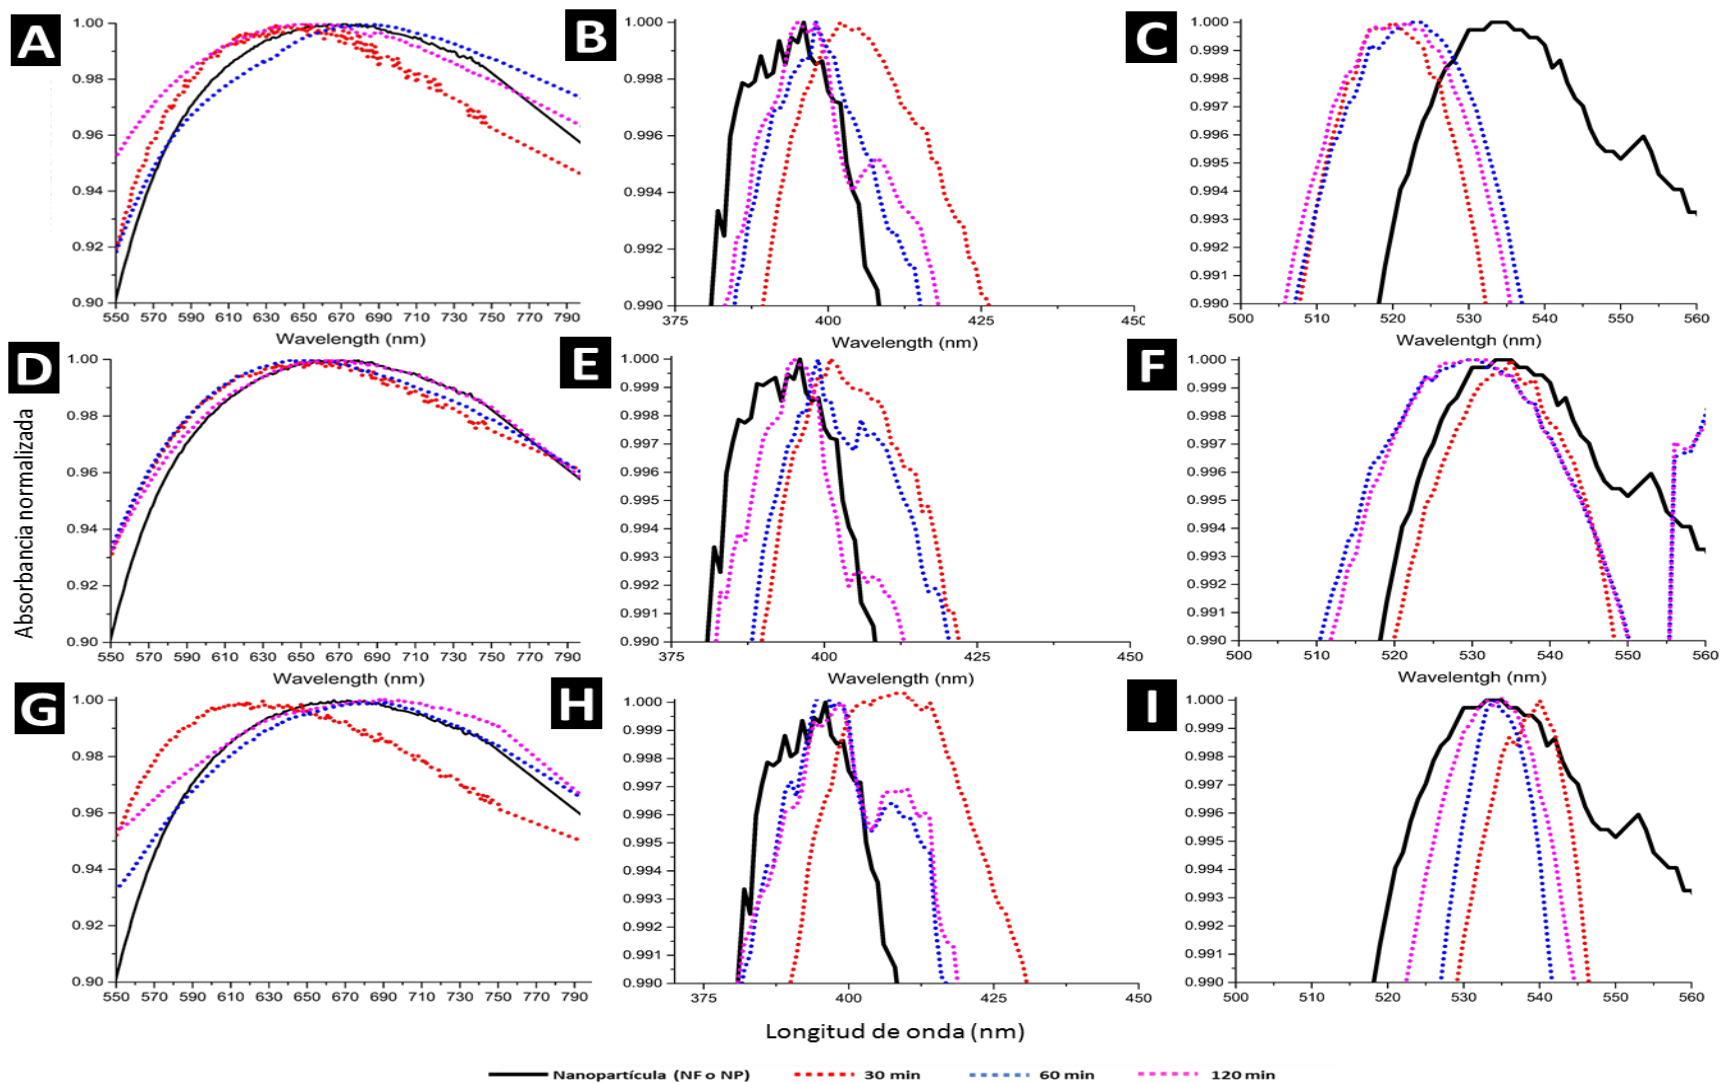 A
1.00
0.98
0.96
0.94
0.92
0.90
550 570 590 610 630 650 670 690 710 730 750 770 790
Wavelength (nm)
B
1.000
0.998
0.996
0.994
0.992
0.990
375 400 425 450
Wavelength (nm)
C
1.000
0.999
0.998
0.997
0.996
0.995
0.994
0.993
0.992
0.991
0.990
500 510 520 530 540 550 560
Wavelentgh (nm)
Absorbancia normalizada
D
1.00
0.98
0.96
0.94
0.92
0.90
550 570 590 610 630 650 670 690 710 730 750 770 790
Wavelength (nm)
E
1.000
0.999
0.998
0.997
0.996
0.995
0.994
0.993
0.992
0.991
0.990
375 400 425 450
Wavelength (nm)
F
1.000
0.999
0.998
0.997
0.996
0.995
0.994
0.993
0.992
0.991
0.990
500 510 520 530 540 550 560
Wavelentgh (nm)
G
1.00
0.98
0.96
0.94
0.92
0.90
550 570 590 610 630 650 670 690 710 730 750 770 790
H
1.000
0.999
0.998
0.997
0.996
0.995
0.994
0.993
0.992
0.991
0.990
375 400 425 450
I
1.000
0.999
0.998
0.997
0.996
0.995
0.994
0.993
0.992
0.991
0.990
500 510 520 530 540 550 560
Longitud de onda (nm)
Nanopartícula (NF o NP) 30 min 60 min 120 min